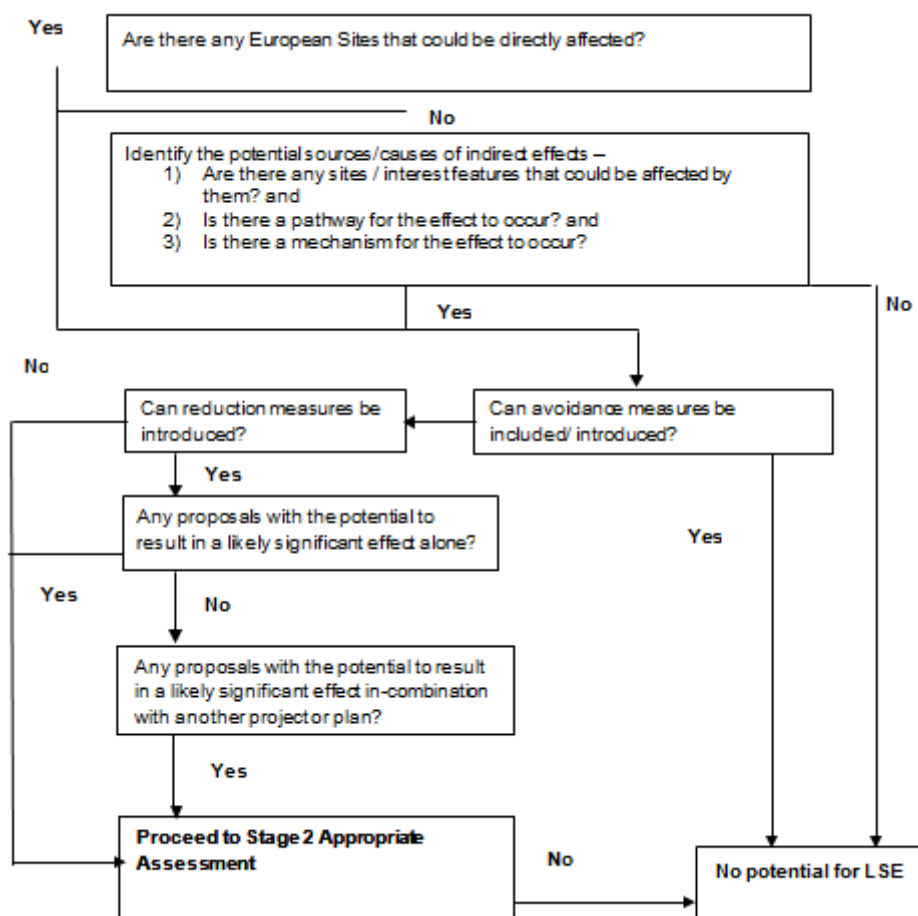 Yes
Are there any European Sites that could be directly affected?
No
Identify the potential sources/causes of indirect effects –
1) Are there any sites / interest features that could be affected by
them? and
2) Is there a pathway for the effect to occur? and
3) Is there a mechanism for the effect to occur?
No
Yes
No
Can reduction measures be
introduced?
Can avoidance measures be
included/ introduced?
Yes
Any proposals with the potential to
result in a likely significant effect alone?
Yes
Yes
No
Any proposals with the potential to result
in a likely significant effect in-combination
with another project or plan?
Yes
Proceed to Stage 2 Appropriate
Assessment
No
No potential for LSE